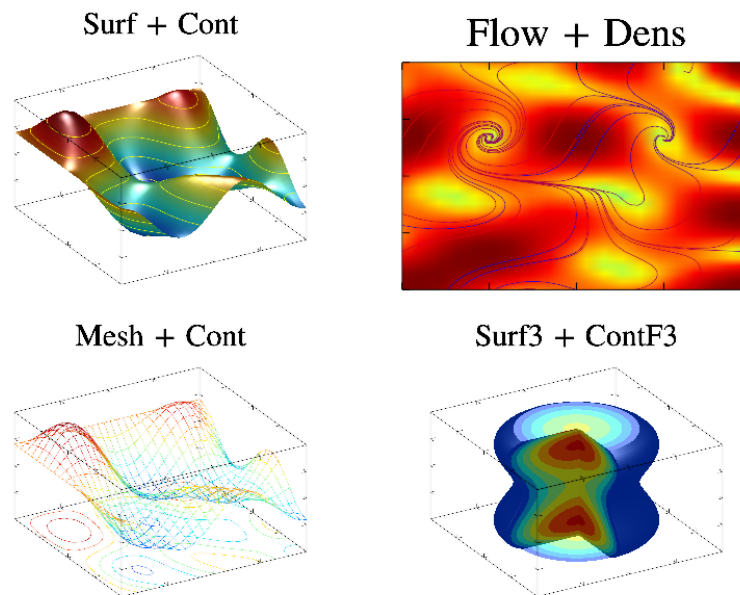 Surf + Cont
Flow + Dens
Mesh + Cont
Surf3 + ContF3